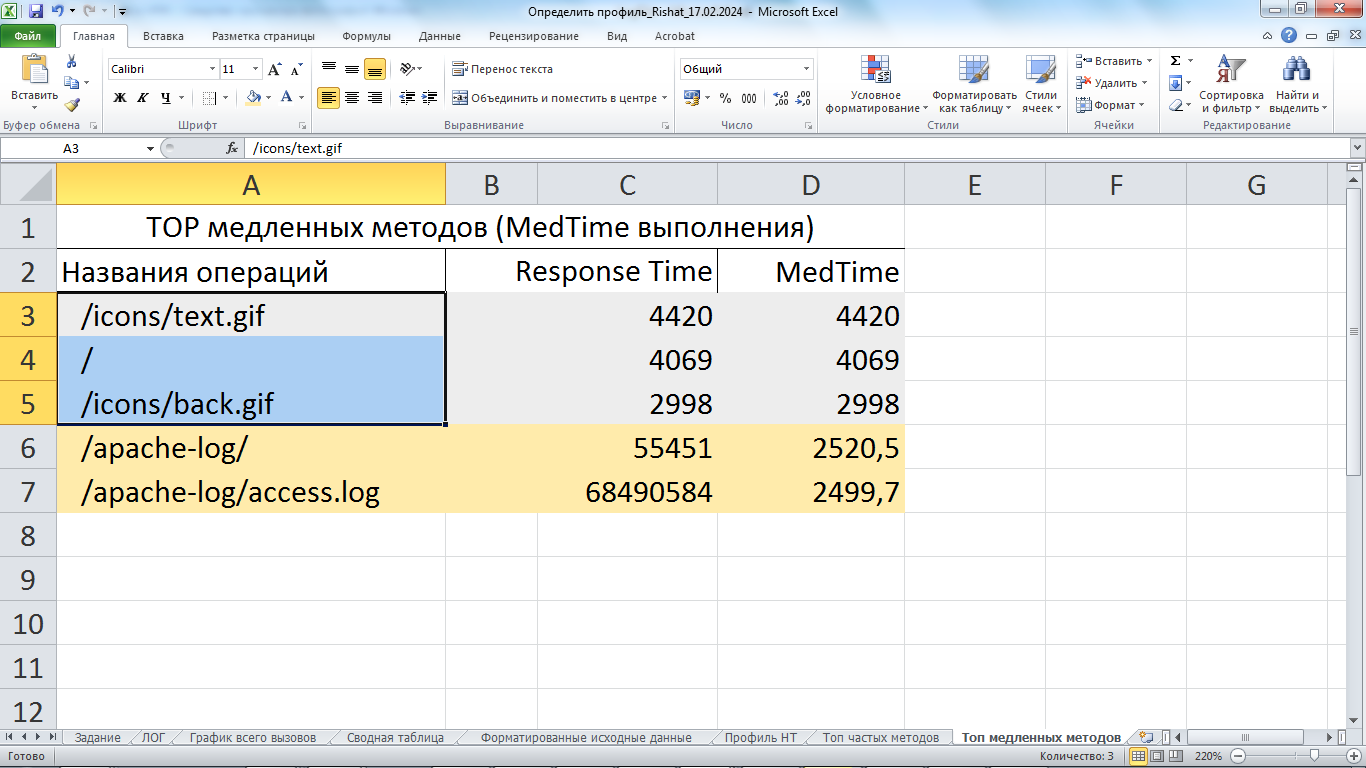 Определить профиль_Rishat_17.02.2024 - Microsoft Excel
Файл Главная Вставка Разметка страницы Формулы Данные Рецензирование Вид Acrobat
Вставить
Буфер обмена
Calibri 11
Ж К Ч
Шрифт
Перенос текста
Объединить и поместить в центре
Выравнивание
Общий
% 000
Число
Условное форматирование
Форматировать как таблицу
Стили ячеек
Стили
Вставить
Удалить
Формат
Ячейки
Σ
Сортировка и фильтр
Найти и выделить
Редактирование
A3 fx /icons/text.gif
A B C D E F G
1 TOP медленных методов (MedTime выполнения)
2 Названия операций Response Time MedTime
3 /icons/text.gif 4420 4420
4 / 4069 4069
5 /icons/back.gif 2998 2998
6 /apache-log/ 55451 2520,5
7 /apache-log/access.log 68490584 2499,7
8
9
10
11
12
Задание ЛОГ График всего вызовов Сводная таблица Форматированные исходные данные Профиль НТ Топ частых методов Топ медленных методов
Готово Количество: 3 220%